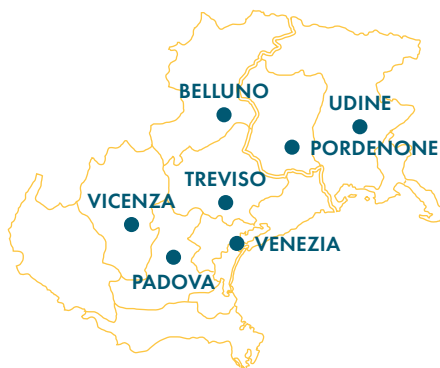 BELLUNO
UDINE
PORDENONE
TREVISO
VICENZA
VENEZIA
PADOVA